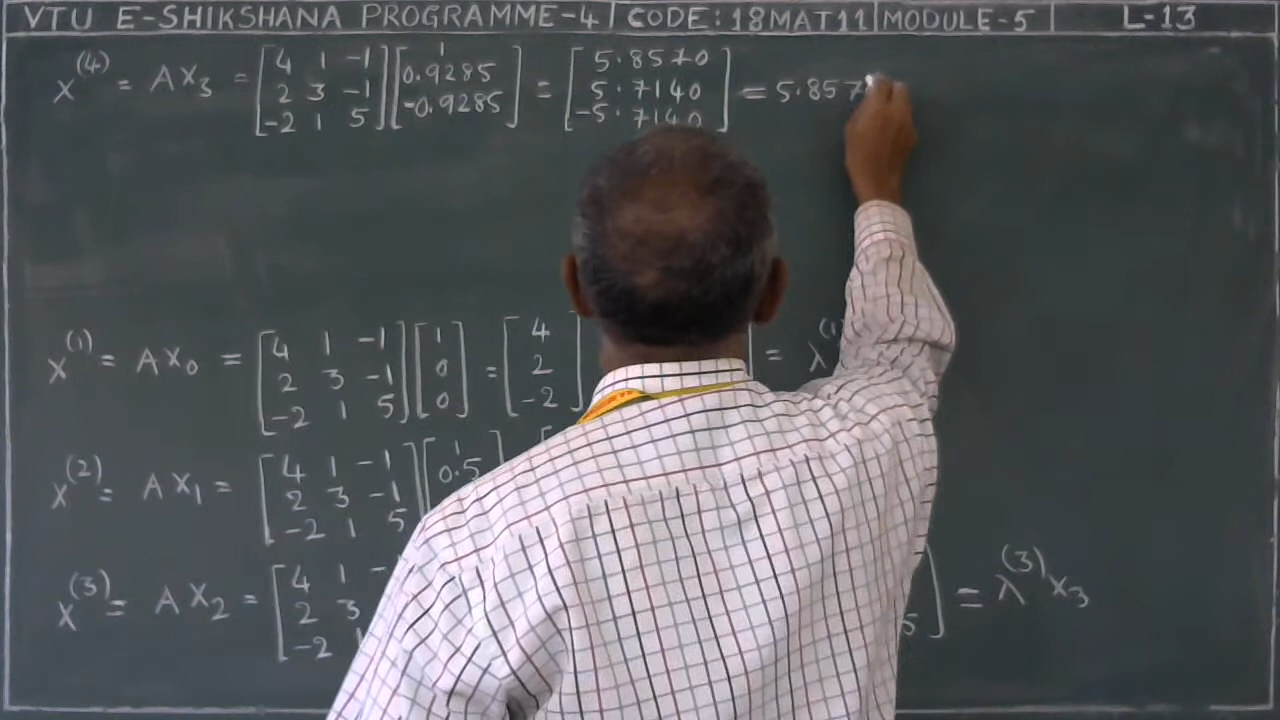 VTU E-SHIKSHANA PROGRAMME-4 | CODE: 18MAT11 | MODULE-5 | L-13
X^(4) = AX₃ = [4 1 -1; 2 3 -1; -2 1 5] [1; 0.9285; -0.9285] = [5.8570; 5.7140; -5.7140] = 5.857
X^(1) = AX₀ = [4 1 -1; 2 3 -1; -2 1 5] [1; 0; 0] = [4; 2; -2] = λ^(1
X^(2) = AX₁ = [4 1 -1; 2 3 -1; -2 1 5] [1; 0.5
X^(3) = AX₂ = [4 1 -; 2 3; -2 5] = λ^(3) X₃